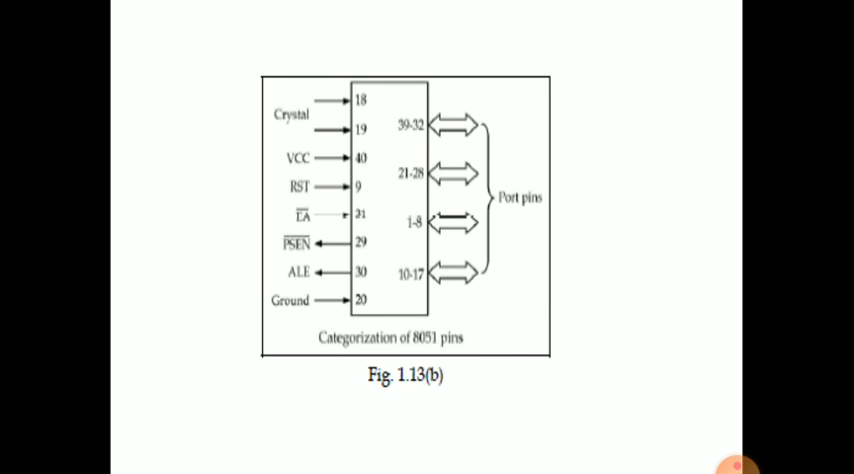 Crystal
18
19
VCC 40
RST 9
EA 31
PSEN 29
ALE 30
Ground 20
39-32
21-28
1-8
10-17
Port pins
Categorization of 8051 pins
Fig. 1.13(b)